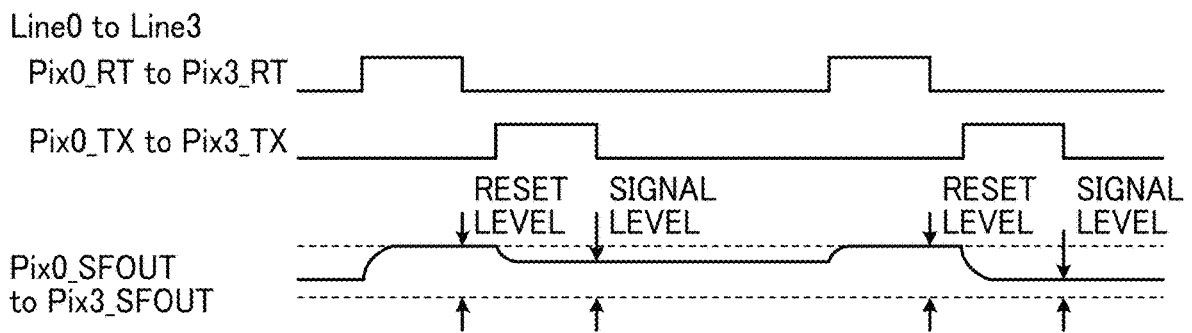 Line0 to Line3
Pix0_RT to Pix3_RT
Pix0_TX to Pix3_TX
RESET LEVEL
SIGNAL LEVEL
RESET LEVEL
SIGNAL LEVEL
Pix0_SFOUT
to Pix3_SFOUT